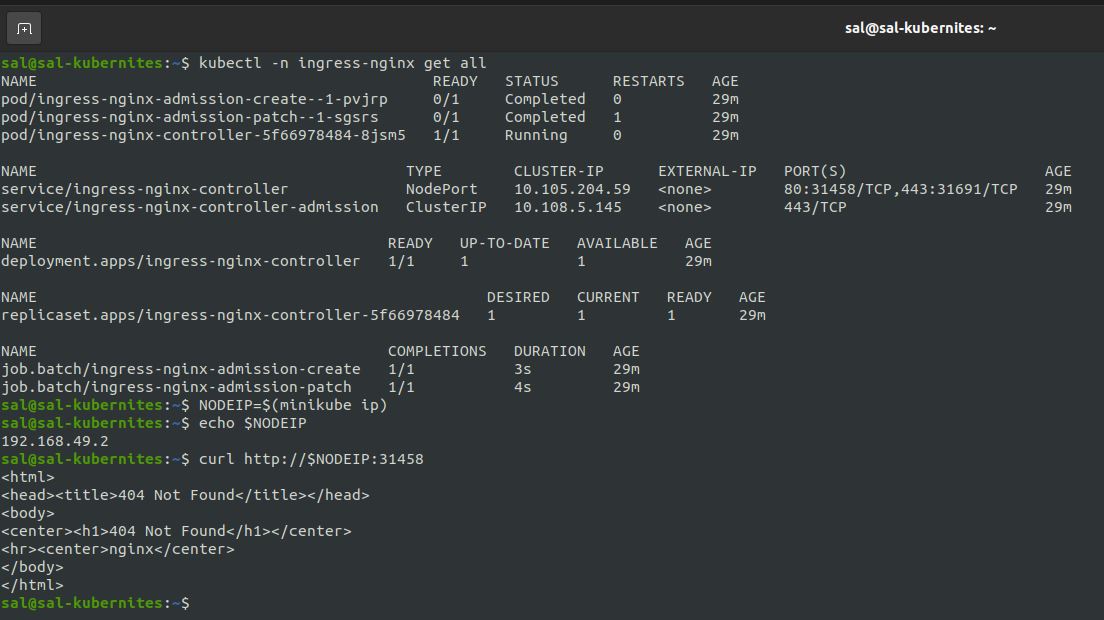 sal@sal-kubernites: ~
sal@sal-kubernites:~$ kubectl -n ingress-nginx get all
NAME READY STATUS RESTARTS AGE
pod/ingress-nginx-admission-create--1-pvjrp 0/1 Completed 0 29m
pod/ingress-nginx-admission-patch--1-sgsrs 0/1 Completed 1 29m
pod/ingress-nginx-controller-5f66978484-8jsm5 1/1 Running 0 29m
NAME TYPE CLUSTER-IP EXTERNAL-IP PORT(S) AGE
service/ingress-nginx-controller NodePort 10.105.204.59 <none> 80:31458/TCP,443:31691/TCP 29m
service/ingress-nginx-controller-admission ClusterIP 10.108.5.145 <none> 443/TCP 29m
NAME READY UP-TO-DATE AVAILABLE AGE
deployment.apps/ingress-nginx-controller 1/1 1 1 29m
NAME DESIRED CURRENT READY AGE
replicaset.apps/ingress-nginx-controller-5f66978484 1 1 1 29m
NAME COMPLETIONS DURATION AGE
job.batch/ingress-nginx-admission-create 1/1 3s 29m
job.batch/ingress-nginx-admission-patch 1/1 4s 29m
sal@sal-kubernites:~$ NODEIP=$(minikube ip)
sal@sal-kubernites:~$ echo $NODEIP
192.168.49.2
sal@sal-kubernites:~$ curl http://$NODEIP:31458
<html>
<head><title>404 Not Found</title></head>
<body>
<center><h1>404 Not Found</h1></center>
<hr><center>nginx</center>
</body>
</html>
sal@sal-kubernites:~$